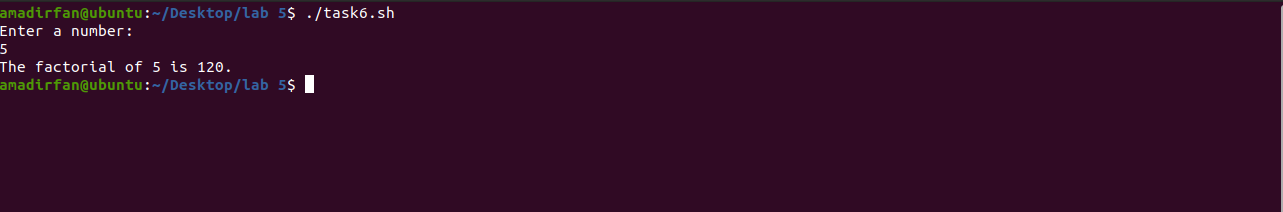 amadirfan@ubuntu:~/Desktop/lab 5$ ./task6.sh
Enter a number:
5
The factorial of 5 is 120.
amadirfan@ubuntu:~/Desktop/lab 5$